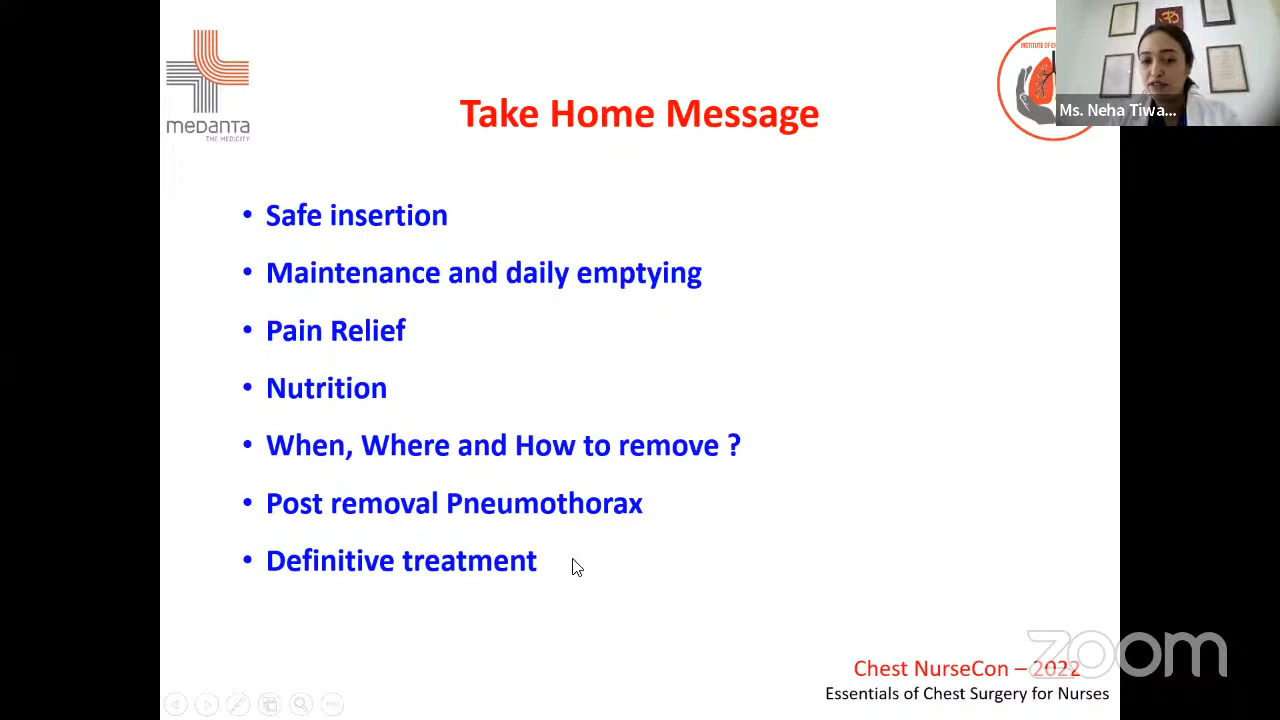 medanta
THE MEDICITY
INSTITUTE OF
Ms. Neha Tiwa...
Take Home Message
• Safe insertion
• Maintenance and daily emptying
• Pain Relief
• Nutrition
• When, Where and How to remove ?
• Post removal Pneumothorax
• Definitive treatment
zoom
Chest NurseCon – 2022
Essentials of Chest Surgery for Nurses